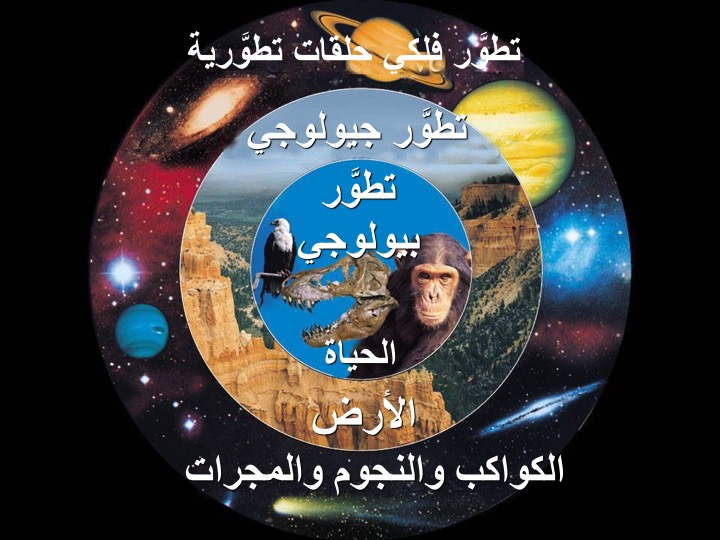 تطوَّر فلكي حلقات تطوَّرية
تطوَّر جيولوجي
تطوَّر
بيولوجي
الحياة
الأرض
الكواكب والنجوم والمجرات